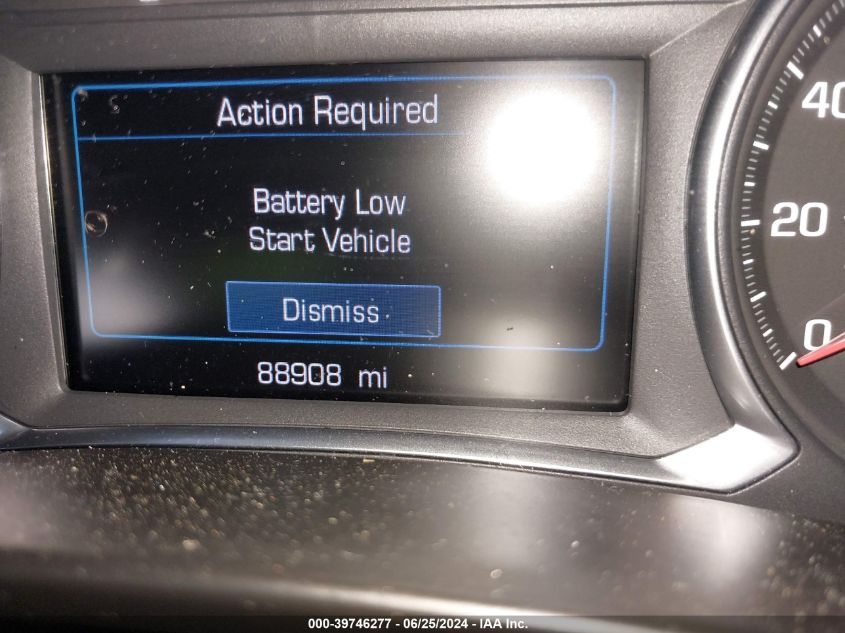 Action Required
Battery Low
Start Vehicle
Dismiss
88908 mi
40
20
0
000-39746277 - 06/25/2024 - IAA Inc.